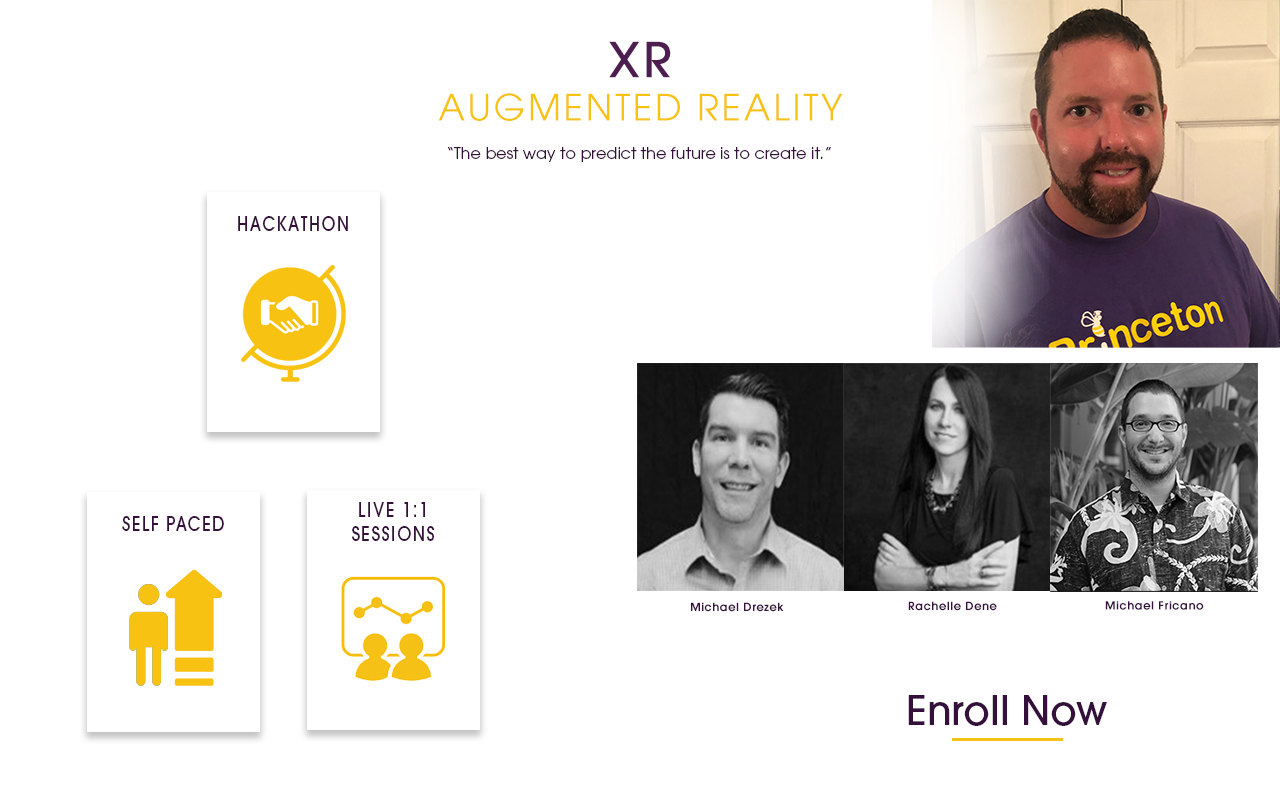 XR
AUGMENTED REALITY
“The best way to predict the future is to create it.”
HACKATHON
Princeton
SELF PACED
LIVE 1:1
SESSIONS
Michael Drezek
Rachelle Dene
Michael Fricano
Enroll Now